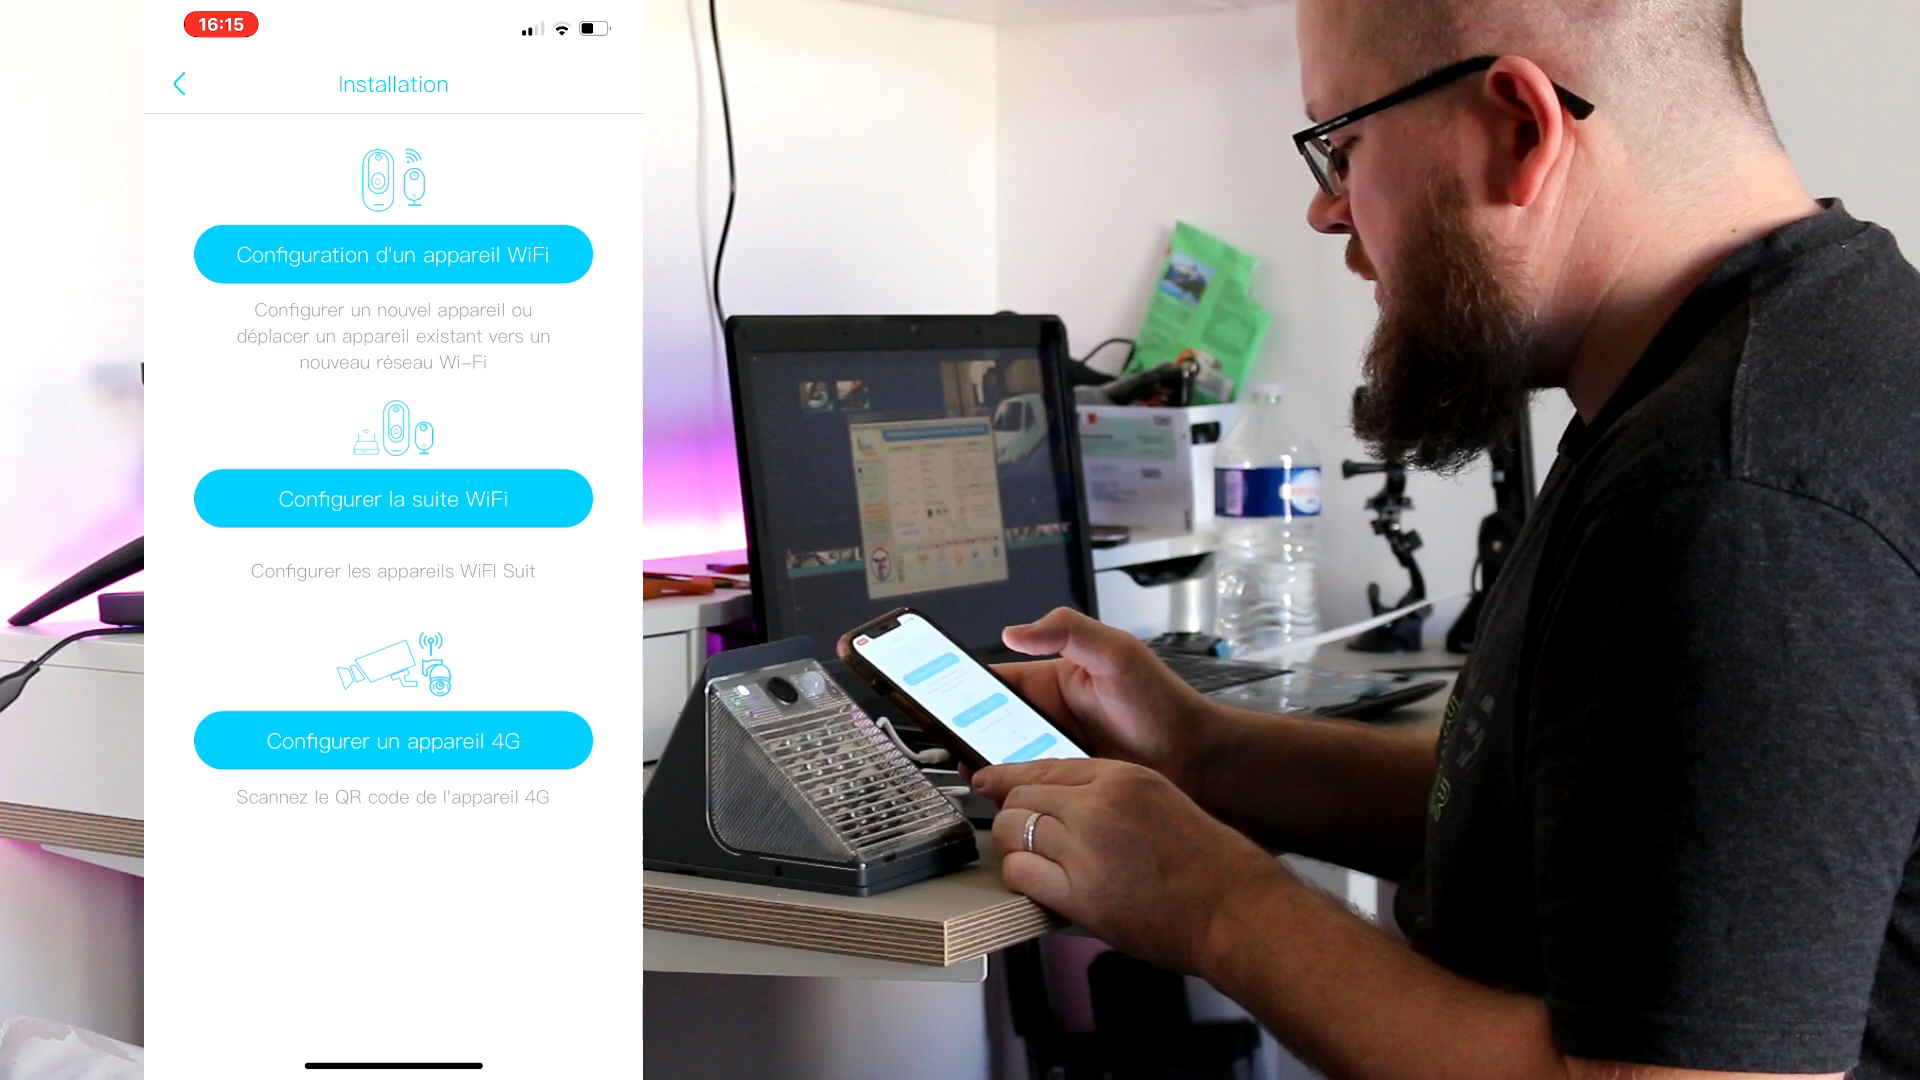 16:15
Installation
Configuration d'un appareil WiFi
Configurer un nouvel appareil ou
déplacer un appareil existant vers un
nouveau réseau Wi-Fi
Configurer la suite WiFi
Configurer les appareils WiFI Suit
Configurer un appareil 4G
Scannez le QR code de l'appareil 4G